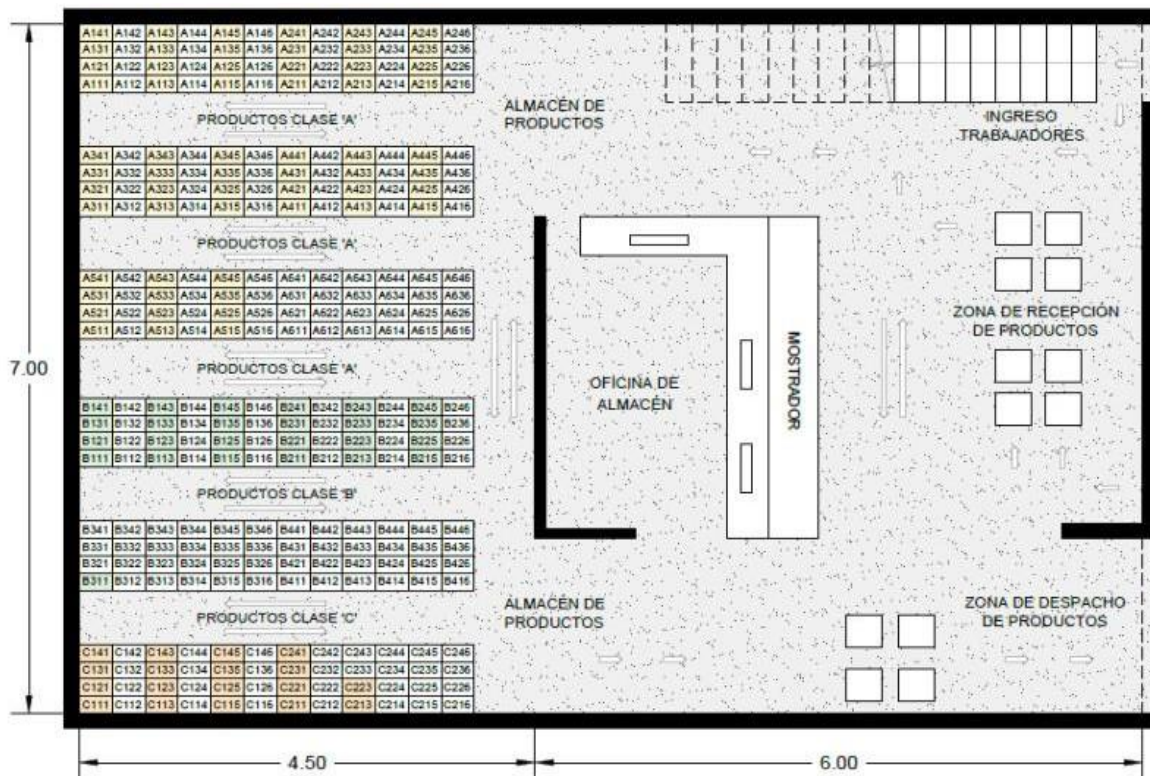 A141 A142 A143 A144 A145 A146 A241 A242 A243 A244 A245 A246
A131 A132 A133 A134 A135 A136 A231 A232 A233 A234 A235 A236
A121 A122 A123 A124 A125 A126 A221 A222 A223 A224 A225 A226
A111 A112 A113 A114 A115 A116 A211 A212 A213 A214 A215 A216
PRODUCTOS CLASE 'A'
ALMACÉN DE
PRODUCTOS
INGRESO
TRABAJADORES
A341 A342 A343 A344 A345 A346 A441 A442 A443 A444 A445 A446
A331 A332 A333 A334 A335 A336 A431 A432 A433 A434 A435 A436
A321 A322 A323 A324 A325 A326 A421 A422 A423 A424 A425 A426
A311 A312 A313 A314 A315 A316 A411 A412 A413 A414 A415 A416
PRODUCTOS CLASE 'A'
A541 A542 A543 A544 A545 A546 A641 A642 A643 A644 A645 A646
A531 A532 A533 A534 A535 A536 A631 A632 A633 A634 A635 A636
A521 A522 A523 A524 A525 A526 A621 A622 A623 A624 A625 A626
A511 A512 A513 A514 A515 A516 A611 A612 A613 A614 A615 A616
ZONA DE RECEPCIÓN
DE PRODUCTOS
7.00
PRODUCTOS CLASE 'A'
OFICINA DE
ALMACÉN
MOSTRADOR
B141 B142 B143 B144 B145 B146 B241 B242 B243 B244 B245 B246
B131 B132 B133 B134 B135 B136 B231 B232 B233 B234 B235 B236
B121 B122 B123 B124 B125 B126 B221 B222 B223 B224 B225 B226
B111 B112 B113 B114 B115 B116 B211 B212 B213 B214 B215 B216
PRODUCTOS CLASE 'B'
B341 B342 B343 B344 B345 B346 B441 B442 B443 B444 B445 B446
B331 B332 B333 B334 B335 B336 B431 B432 B433 B434 B435 B436
B321 B322 B323 B324 B325 B326 B421 B422 B423 B424 B425 B426
B311 B312 B313 B314 B315 B316 B411 B412 B413 B414 B415 B416
PRODUCTOS CLASE 'C'
ALMACÉN DE
PRODUCTOS
ZONA DE DESPACHO
DE PRODUCTOS
C141 C142 C143 C144 C145 C146 C241 C242 C243 C244 C245 C246
C131 C132 C133 C134 C135 C136 C231 C232 C233 C234 C235 C236
C121 C122 C123 C124 C125 C126 C221 C222 C223 C224 C225 C226
C111 C112 C113 C114 C115 C116 C211 C212 C213 C214 C215 C216
4.50
6.00